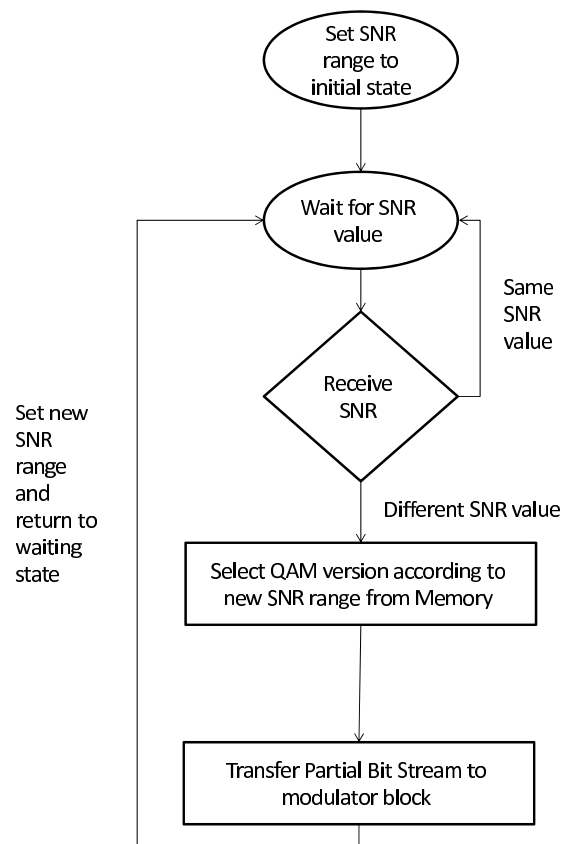 Set SNR
range to
initial state
Wait for SNR
value
Same
SNR
value
Receive
SNR
Set new
SNR
range
and
return to
waiting
state
Different SNR value
Select QAM version according to
new SNR range from Memory
Transfer Partial Bit Stream to
modulator block